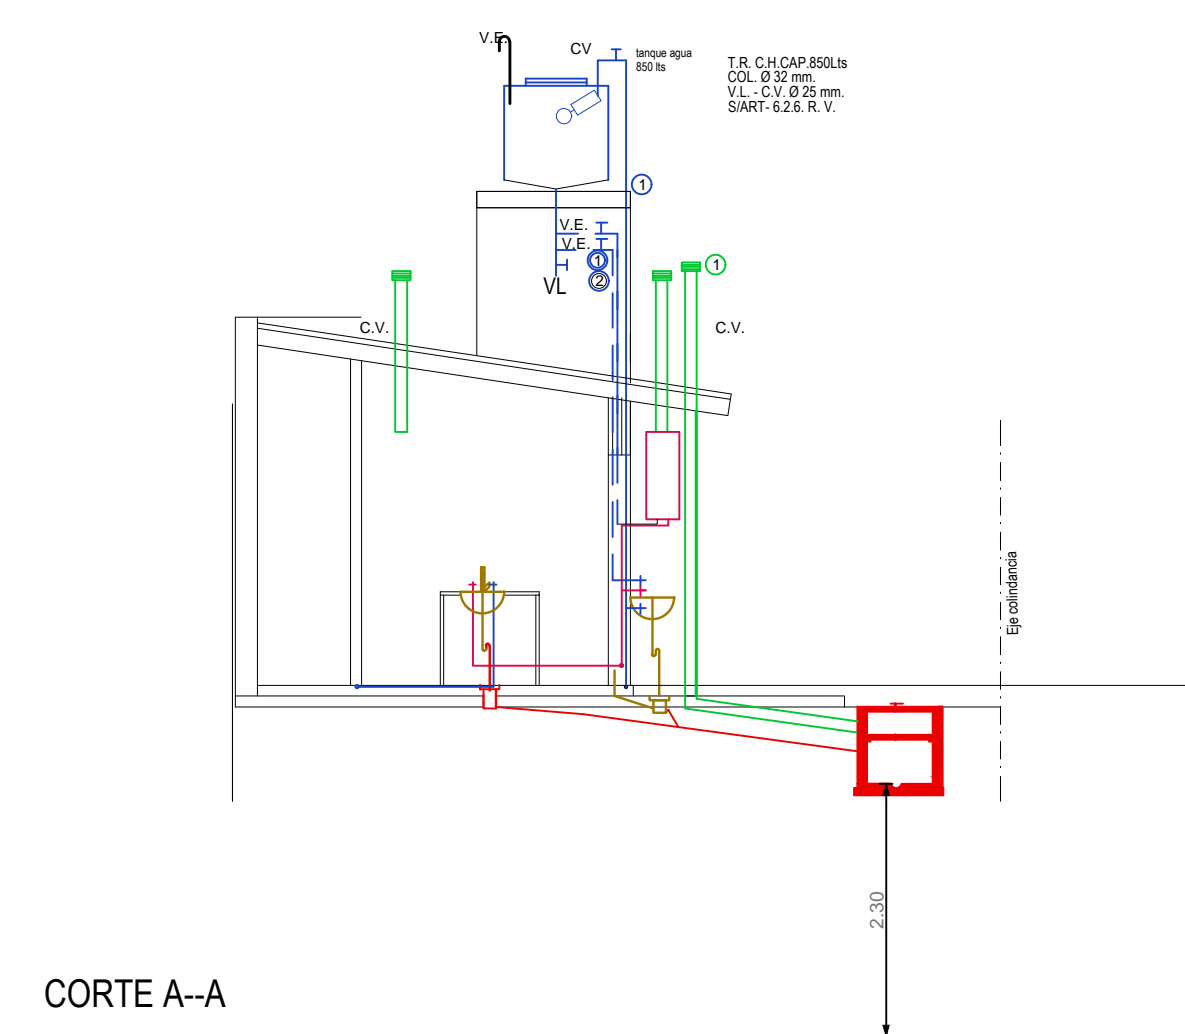 V.E.
CV
tanque agua
850 lts
T.R. C.H.CAP.850Lts
COL. Ø 32 mm.
V.L. - C.V. Ø 25 mm.
S/ART- 6.2.6. R. V.
1
V.E.
V.E.
1
2
VL
1
C.V.
C.V.
Eje colindancia
2.30
CORTE A--A